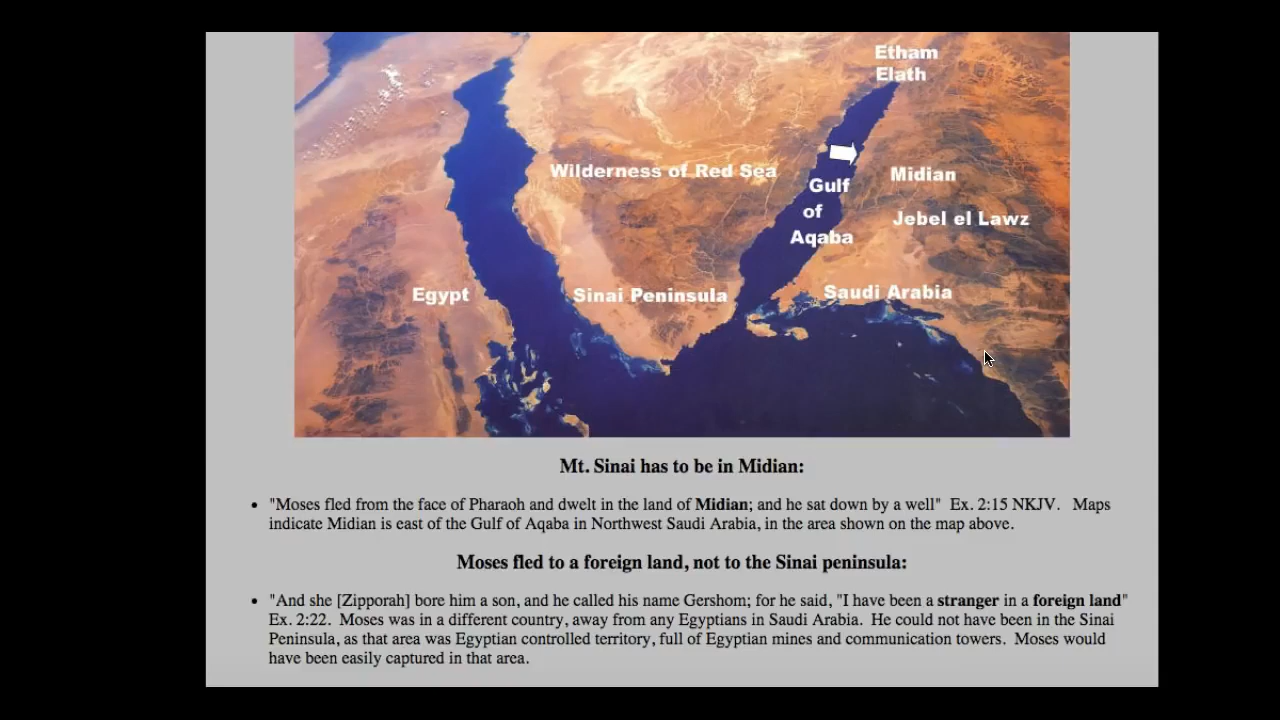 Etham
Elath
Wilderness of Red Sea
Midian
Gulf
of
Aqaba
Jebel el Lawz
Egypt
Sinai Peninsula
Saudi Arabia
Mt. Sinai has to be in Midian:
• "Moses fled from the face of Pharaoh and dwelt in the land of Midian; and he sat down by a well"  Ex. 2:15 NKJV.   Maps
indicate Midian is east of the Gulf of Aqaba in Northwest Saudi Arabia, in the area shown on the map above.
Moses fled to a foreign land, not to the Sinai peninsula:
• "And she [Zipporah] bore him a son, and he called his name Gershom; for he said, "I have been a stranger in a foreign land"
Ex. 2:22.  Moses was in a different country, away from any Egyptians in Saudi Arabia.  He could not have been in the Sinai
Peninsula, as that area was Egyptian controlled territory, full of Egyptian mines and communication towers.  Moses would
have been easily captured in that area.